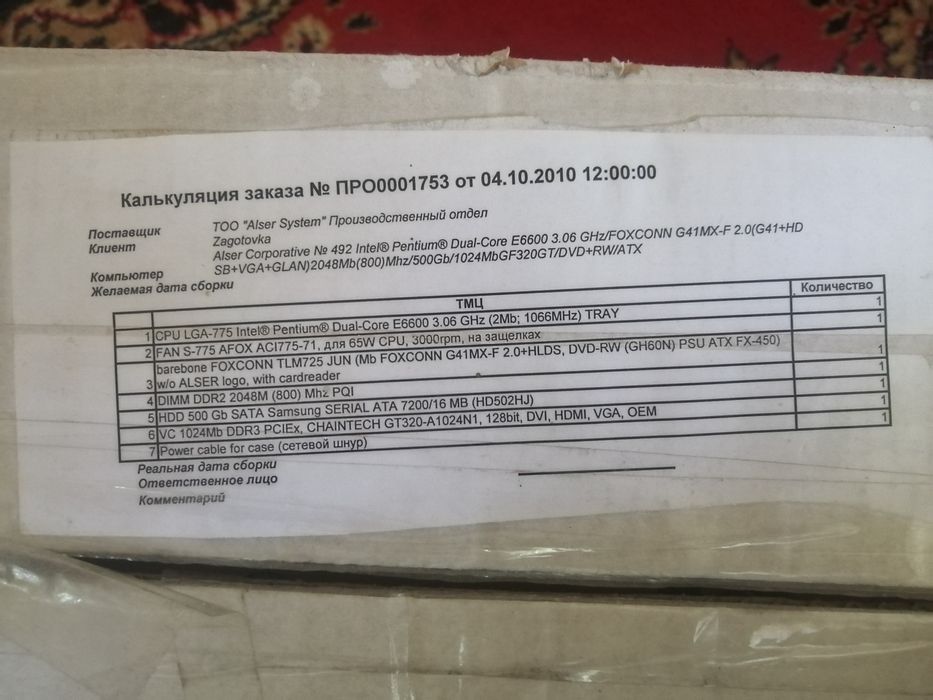 Калькуляция заказа № ПРО0001753 от 04.10.2010 12:00:00
Поставщик ТОО "Alser System" Производственный отдел
Клиент Zagotovka
Alser Corporative № 492 Intel® Pentium® Dual-Core E6600 3.06 GHz/FOXCONN G41MX-F 2.0(G41+HD
Компьютер SB+VGA+GLAN)2048Mb(800)Mhz/500Gb/1024MbGF320GT/DVD+RW/ATX
Желаемая дата сборки
ТМЦ Количество
1 CPU LGA-775 Intel® Pentium® Dual-Core E6600 3.06 GHz (2Mb; 1066MHz) TRAY 1
2 FAN S-775 AFOX ACI775-71, для 65W CPU, 3000rpm, на защелках 1
barebone FOXCONN TLM725 JUN (Mb FOXCONN G41MX-F 2.0+HLDS, DVD-RW (GH60N) PSU ATX FX-450)
3 w/o ALSER logo, with cardreader 1
4 DIMM DDR2 2048M (800) Mhz PQI 1
5 HDD 500 Gb SATA Samsung SERIAL ATA 7200/16 MB (HD502HJ) 1
6 VC 1024Mb DDR3 PCIEx, CHAINTECH GT320-A1024N1, 128bit, DVI, HDMI, VGA, OEM 1
7 Power cable for case (сетевой шнур) 1
Реальная дата сборки
Ответственное лицо
Комментарий